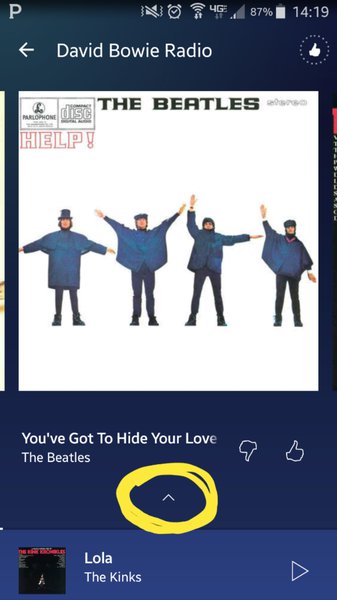 P 4G 87% 14:19
David Bowie Radio
PARLOPHONE COMPACT disc DIGITAL AUDIO THE BEATLES stereo
HELP!
You've Got To Hide Your Love
The Beatles
THE KINK KRONIKLES
Lola
The Kinks